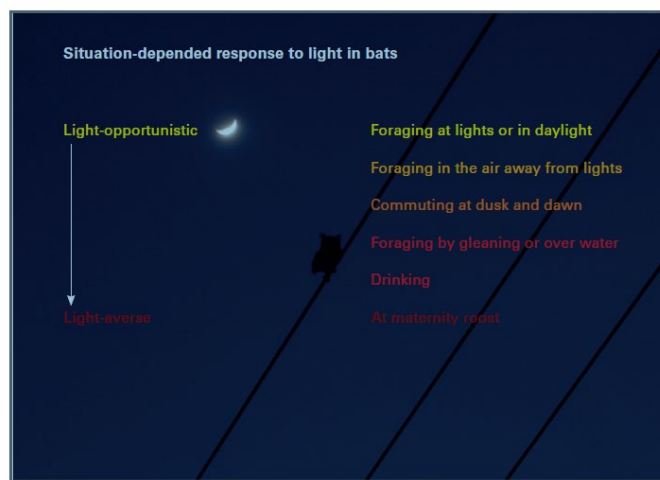 Situation-depended response to light in bats
Light-opportunistic
Foraging at lights or in daylight
Foraging in the air away from lights
Commuting at dusk and dawn
Foraging by gleaning or over water
Drinking
Light-averse
At maternity roost